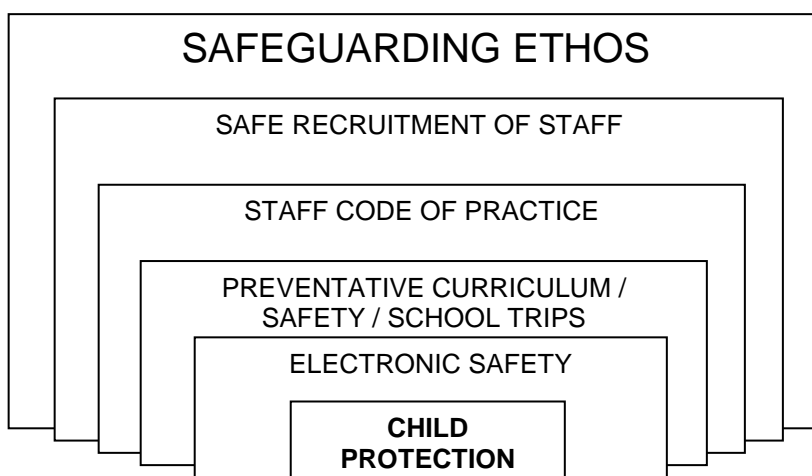 SAFEGUARDING ETHOS
SAFE RECRUITMENT OF STAFF
STAFF CODE OF PRACTICE
PREVENTATIVE CURRICULUM /
SAFETY / SCHOOL TRIPS
ELECTRONIC SAFETY
CHILD
PROTECTION